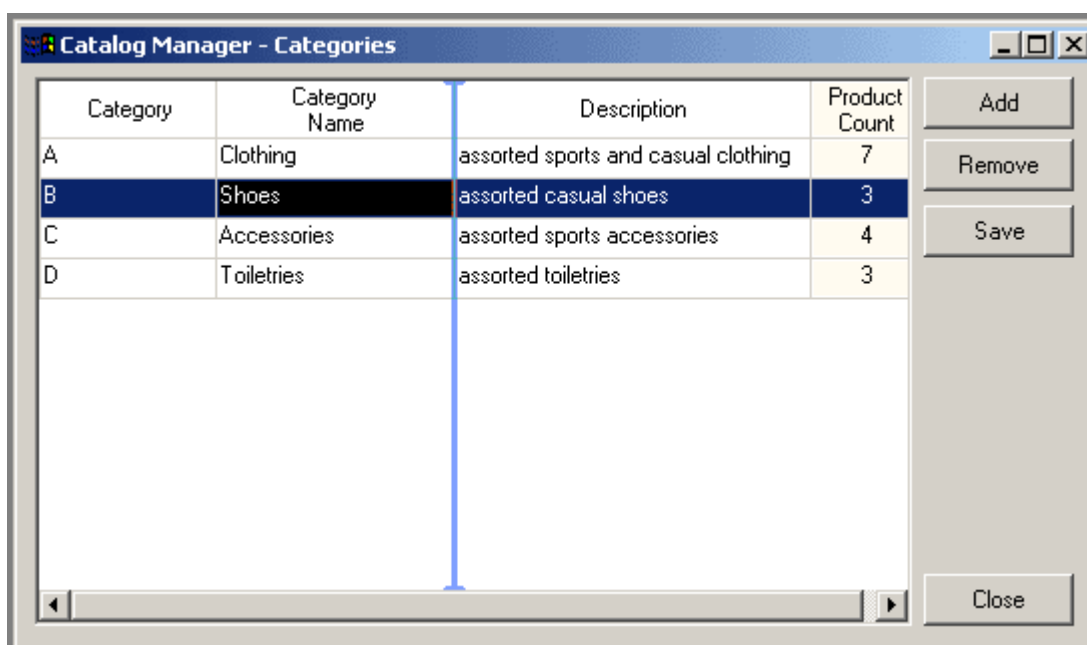 Catalog Manager - Categories
Category
Category
Name
Description
Product
Count
Add
A Clothing assorted sports and casual clothing 7
Remove
B Shoes assorted casual shoes 3
C Accessories assorted sports accessories 4
Save
D Toiletries assorted toiletries 3
Close